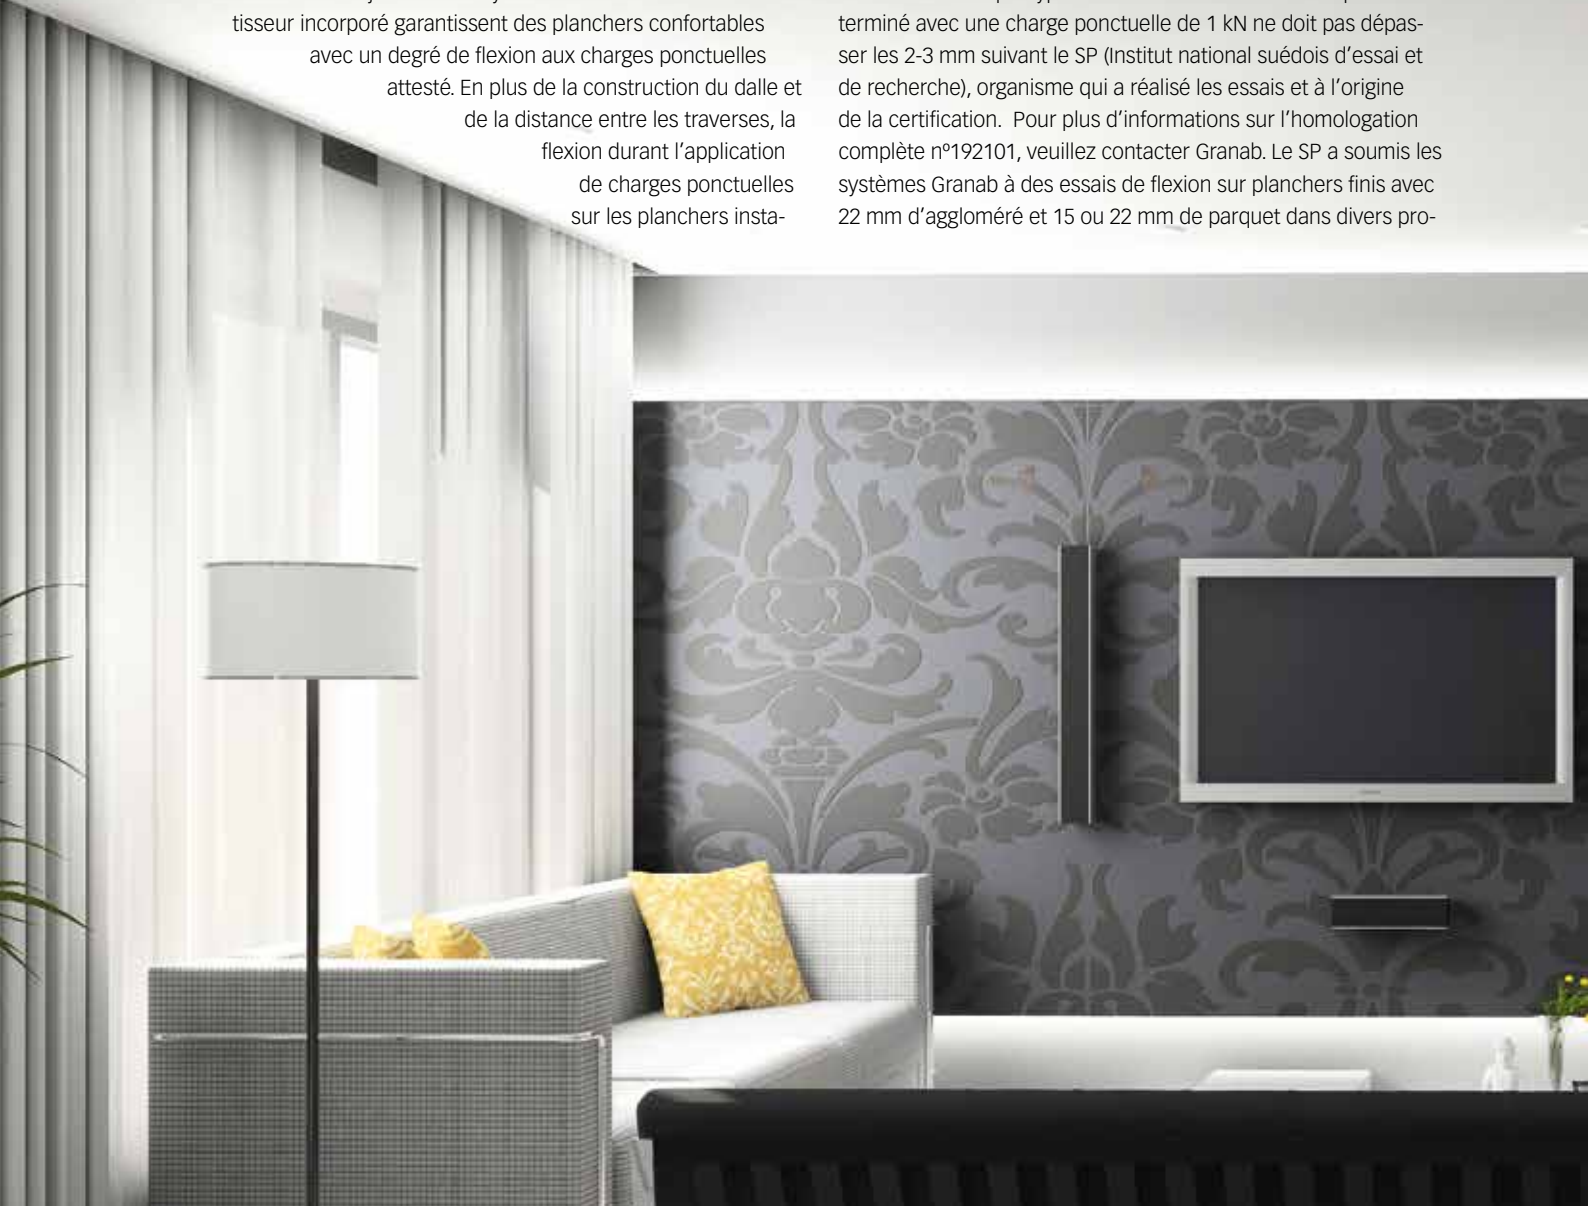 tisseur incorporé garantissent des planchers confortables
avec un degré de flexion aux charges ponctuelles
attesté. En plus de la construction du dalle et
de la distance entre les traverses, la
flexion durant l'application
de charges ponctuelles
sur les planchers insta-
terminé avec une charge ponctuelle de 1 kN ne doit pas dépas-
ser les 2-3 mm suivant le SP (Institut national suédois d'essai et
de recherche), organisme qui a réalisé les essais et à l'origine
de la certification.  Pour plus d'informations sur l'homologation
complète nº192101, veuillez contacter Granab. Le SP a soumis les
systèmes Granab à des essais de flexion sur planchers finis avec
22 mm d'aggloméré et 15 ou 22 mm de parquet dans divers pro-